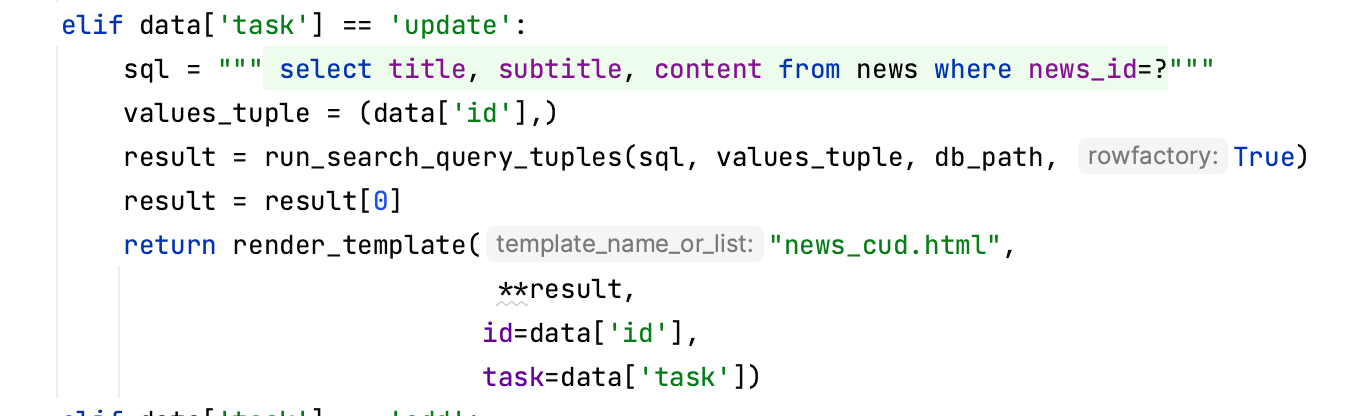 elif data['task'] == 'update':
sql = """ select title, subtitle, content from news where news_id=?"""
values_tuple = (data['id'],)
result = run_search_query_tuples(sql, values_tuple, db_path, rowfactory: True)
result = result[0]
return render_template( template_name_or_list: "news_cud.html",
**result,
id=data['id'],
task=data['task'])